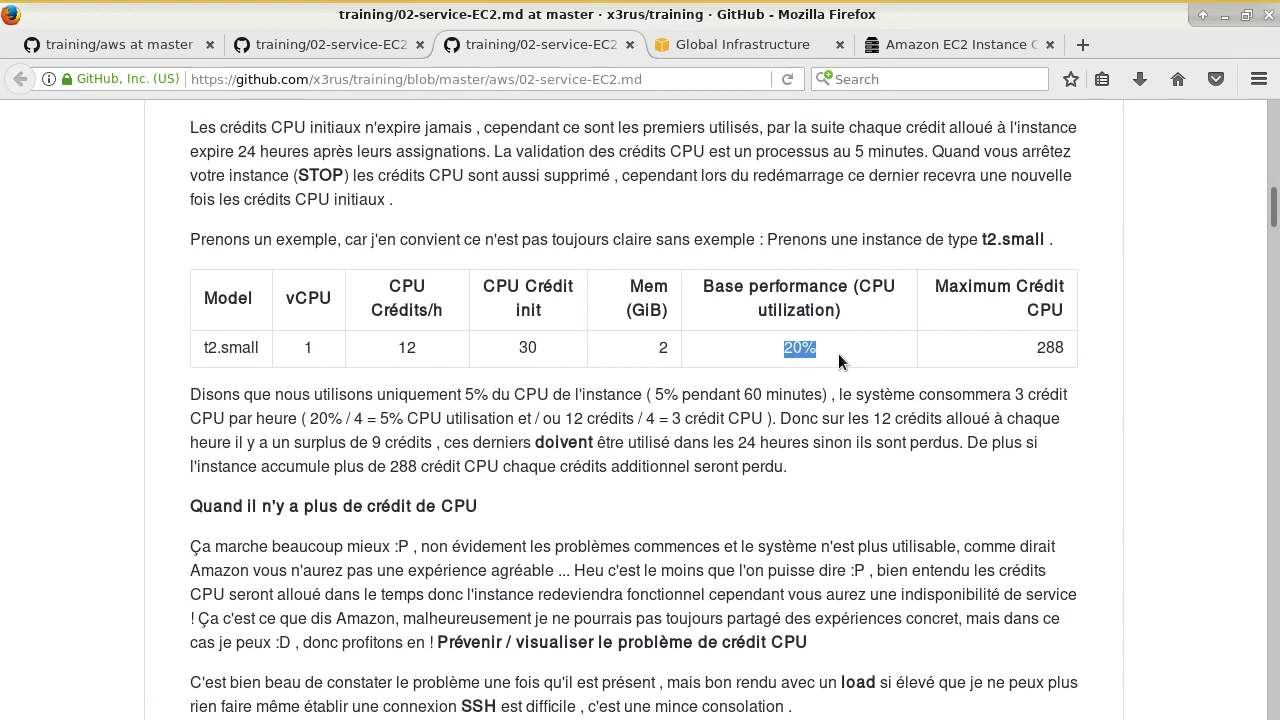 training/02-service-EC2.md at master · x3rus/training · GitHub - Mozilla Firefox
training/aws at master
training/02-service-EC2
training/02-service-EC2
Global Infrastructure
Amazon EC2 Instance C
GitHub, Inc. (US)
https://github.com/x3rus/training/blob/master/aws/02-service-EC2.md
Search
Les crédits CPU initiaux n'expire jamais , cependant ce sont les premiers utilisés, par la suite chaque crédit alloué à l'instance
expire 24 heures après leurs assignations. La validation des crédits CPU est un processus au 5 minutes. Quand vous arrêtez
votre instance (STOP) les crédits CPU sont aussi supprimé , cependant lors du redémarrage ce dernier recevra une nouvelle
fois les crédits CPU initiaux .
Prenons un exemple, car j'en convient ce n'est pas toujours claire sans exemple : Prenons une instance de type t2.small .
Model vCPU CPU Crédits/h CPU Crédit init Mem (GiB) Base performance (CPU utilization) Maximum Crédit CPU
t2.small 1 12 30 2 20% 288
Disons que nous utilisons uniquement 5% du CPU de l'instance ( 5% pendant 60 minutes) , le système consommera 3 crédit
CPU par heure ( 20% / 4 = 5% CPU utilisation et / ou 12 crédits / 4 = 3 crédit CPU ). Donc sur les 12 crédits alloué à chaque
heure il y a un surplus de 9 crédits , ces derniers doivent être utilisé dans les 24 heures sinon ils sont perdus. De plus si
l'instance accumule plus de 288 crédit CPU chaque crédits additionnel seront perdu.
Quand il n'y a plus de crédit de CPU
Ça marche beaucoup mieux :P , non évidement les problèmes commences et le système n'est plus utilisable, comme dirait
Amazon vous n'aurez pas une expérience agréable ... Heu c'est le moins que l'on puisse dire :P , bien entendu les crédits
CPU seront alloué dans le temps donc l'instance redeviendra fonctionnel cependant vous aurez une indisponibilité de service
! Ça c'est ce que dis Amazon, malheureusement je ne pourrais pas toujours partagé des expériences concret, mais dans ce
cas je peux :D , donc profitons en ! Prévenir / visualiser le problème de crédit CPU
C'est bien beau de constater le problème une fois qu'il est présent , mais bon rendu avec un load si élevé que je ne peux plus
rien faire même établir une connexion SSH est difficile , c'est une mince consolation .